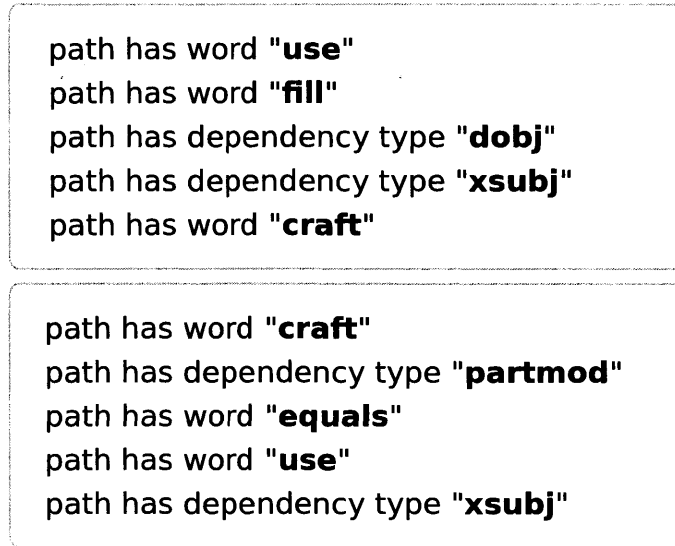 path has word "use"
path has word "fill"
path has dependency type "dobj"
path has dependency type "xsubj"
path has word "craft"
path has word "craft"
path has dependency type "partmod"
path has word "equals"
path has word "use"
path has dependency type "xsubj"